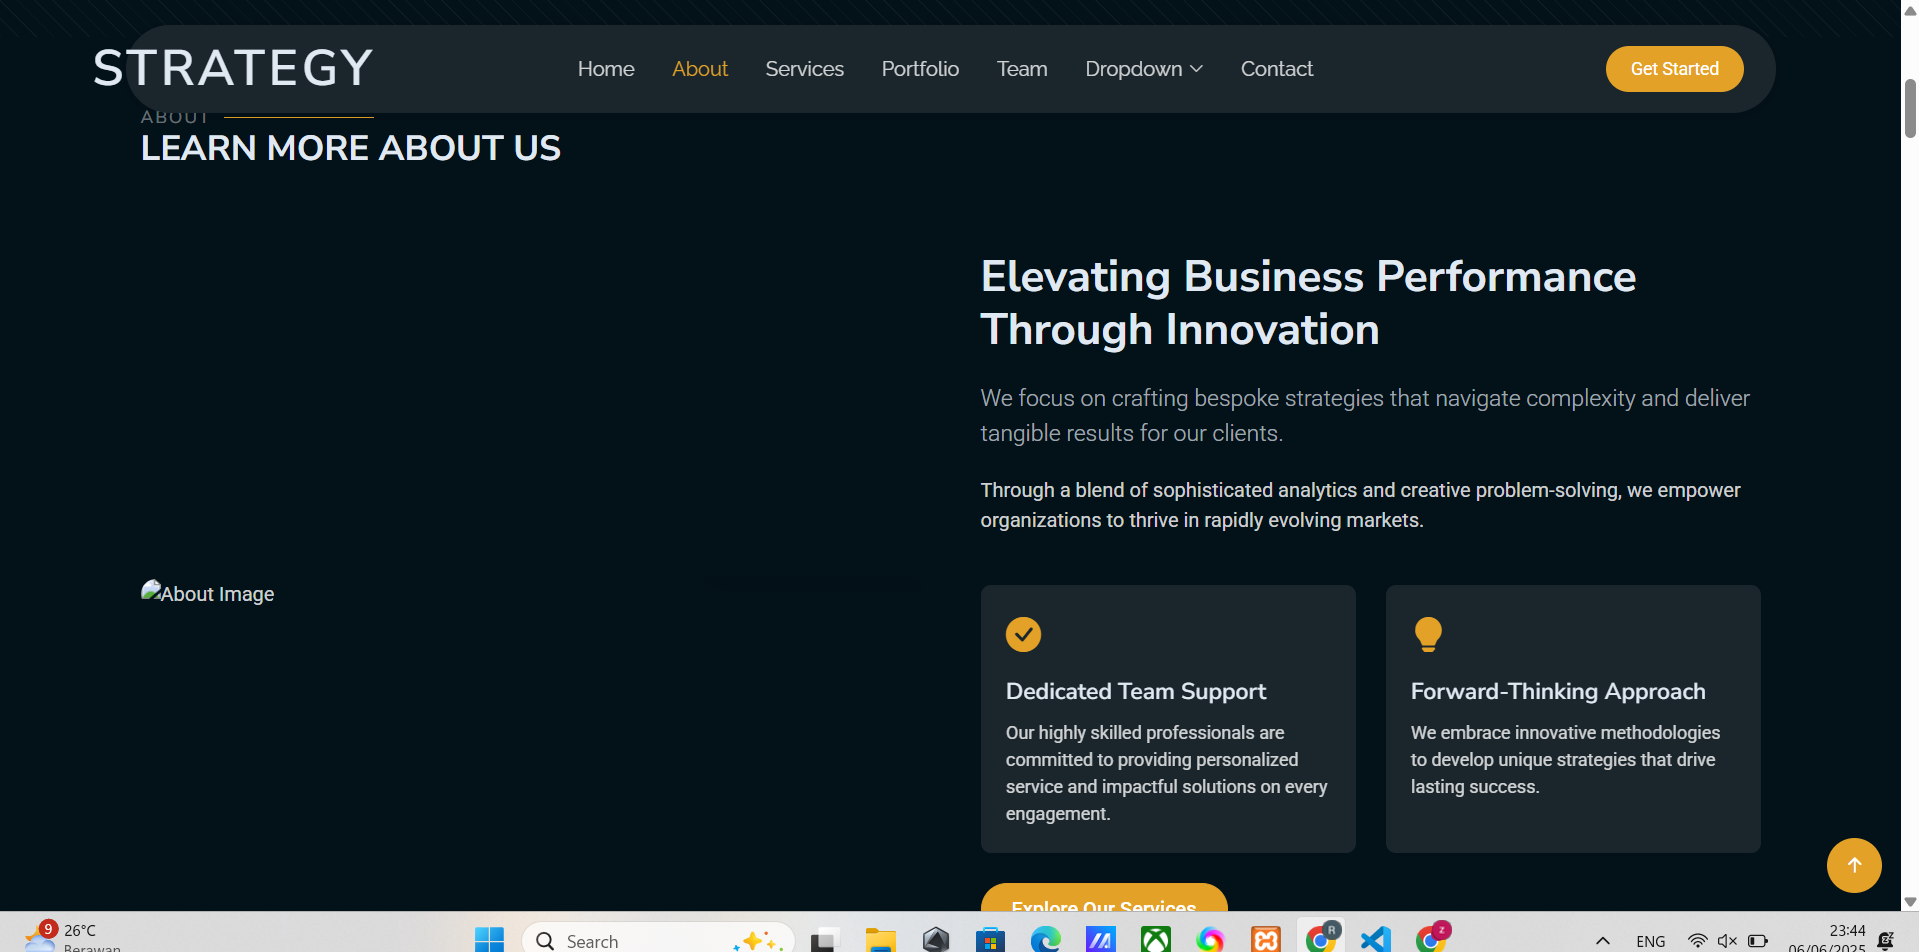 STRATEGY
Home About Services Portfolio Team Dropdown Contact
Get Started
ABOUT
LEARN MORE ABOUT US
Elevating Business Performance
Through Innovation
We focus on crafting bespoke strategies that navigate complexity and deliver
tangible results for our clients.
Through a blend of sophisticated analytics and creative problem-solving, we empower
organizations to thrive in rapidly evolving markets.
About Image
Dedicated Team Support
Our highly skilled professionals are
committed to providing personalized
service and impactful solutions on every
engagement.
Forward-Thinking Approach
We embrace innovative methodologies
to develop unique strategies that drive
lasting success.
Explore Our Services
9
26°C
Berawan
Search
R
Z
ENG
23:44
06/06/2025